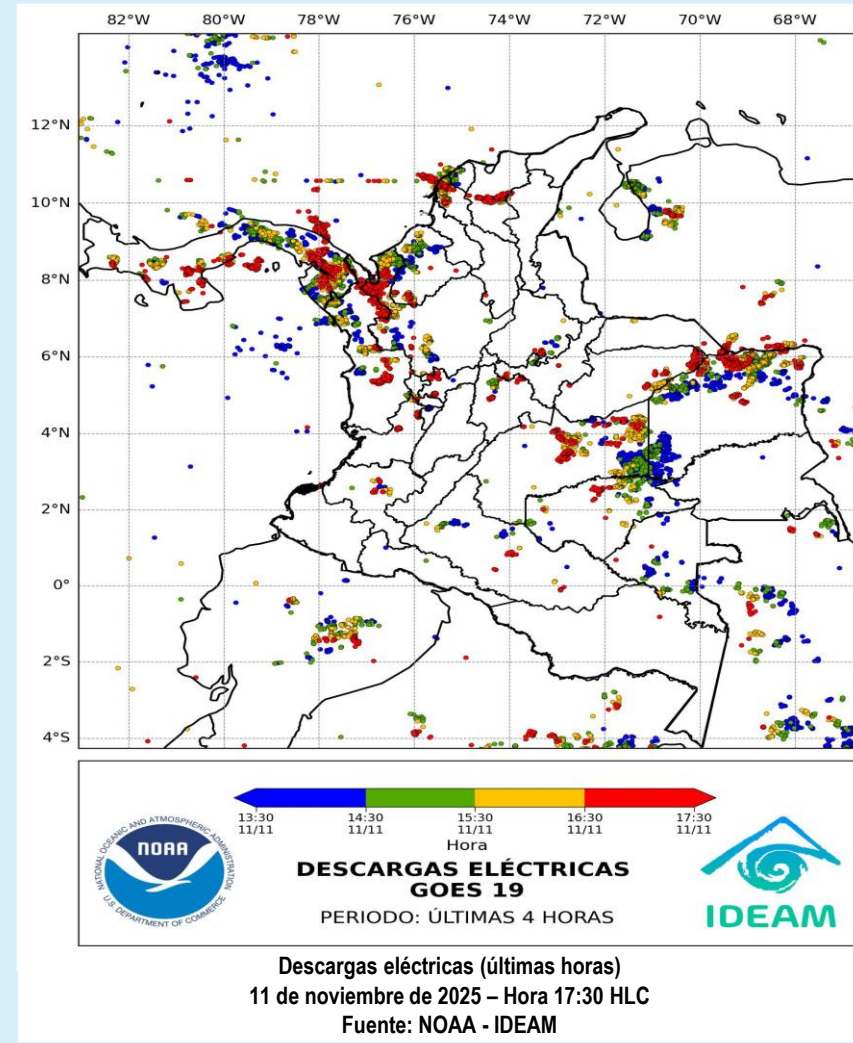 82°W 80°W 78°W 76°W 74°W 72°W 70°W 68°W
12°N
10°N
8°N
6°N
4°N
2°N
0°
2°S
4°S
13:30 14:30 15:30 16:30 17:30
11/11 11/11 11/11 11/11 11/11
Hora
NATIONAL OCEANIC AND ATMOSPHERIC ADMINISTRATION
NOAA
U.S. DEPARTMENT OF COMMERCE
DESCARGAS ELÉCTRICAS
GOES 19
PERIODO: ÚLTIMAS 4 HORAS
IDEAM
Descargas eléctricas (últimas horas)
11 de noviembre de 2025 – Hora 17:30 HLC
Fuente: NOAA - IDEAM